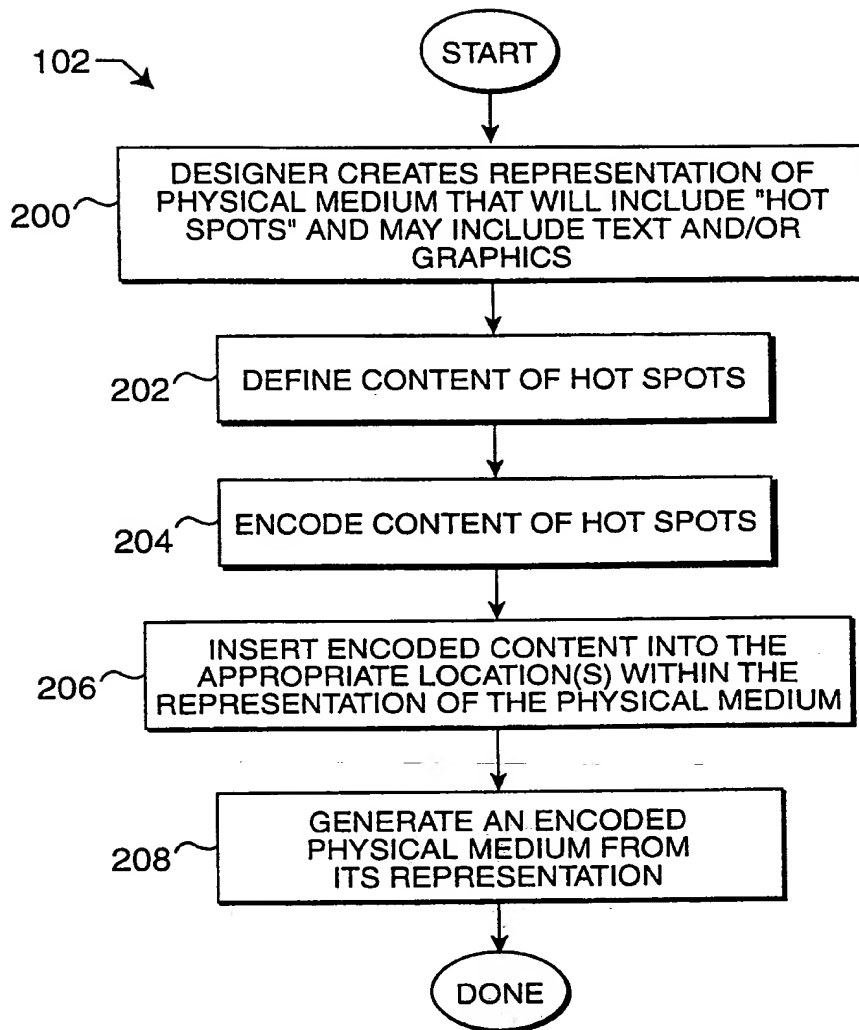 102
START
200
DESIGNER CREATES REPRESENTATION OF
PHYSICAL MEDIUM THAT WILL INCLUDE "HOT
SPOTS" AND MAY INCLUDE TEXT AND/OR
GRAPHICS
202
DEFINE CONTENT OF HOT SPOTS
204
ENCODE CONTENT OF HOT SPOTS
206
INSERT ENCODED CONTENT INTO THE
APPROPRIATE LOCATION(S) WITHIN THE
REPRESENTATION OF THE PHYSICAL MEDIUM
208
GENERATE AN ENCODED
PHYSICAL MEDIUM FROM
ITS REPRESENTATION
DONE